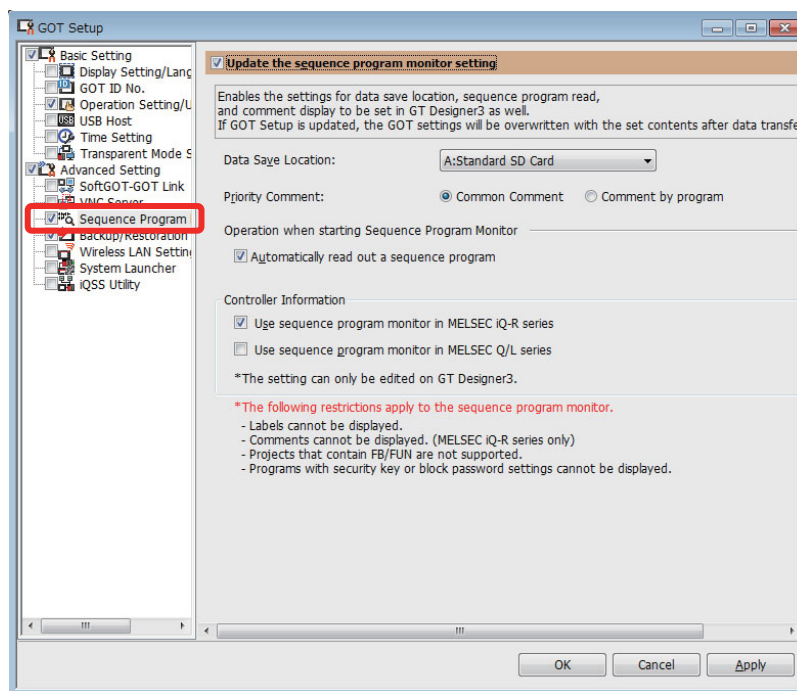 GOT Setup
Basic Setting
Display Setting/Lang
GOT ID No.
Operation Setting/U
USB Host
Time Setting
Transparent Mode S
Advanced Setting
SoftGOT-GOT Link
VNC Server
Sequence Program
Backup/Restoration
Wireless LAN Settin
System Launcher
iQSS Utility
Update the sequence program monitor setting
Enables the settings for data save location, sequence program read,
and comment display to be set in GT Designer3 as well.
If GOT Setup is updated, the GOT settings will be overwritten with the set contents after data transfe
Data Save Location: A:Standard SD Card
Priority Comment: Common Comment Comment by program
Operation when starting Sequence Program Monitor
Automatically read out a sequence program
Controller Information
Use sequence program monitor in MELSEC iQ-R series
Use sequence program monitor in MELSEC Q/L series
*The setting can only be edited on GT Designer3.
*The following restrictions apply to the sequence program monitor.
- Labels cannot be displayed.
- Comments cannot be displayed. (MELSEC iQ-R series only)
- Projects that contain FB/FUN are not supported.
- Programs with security key or block password settings cannot be displayed.
OK Cancel Apply